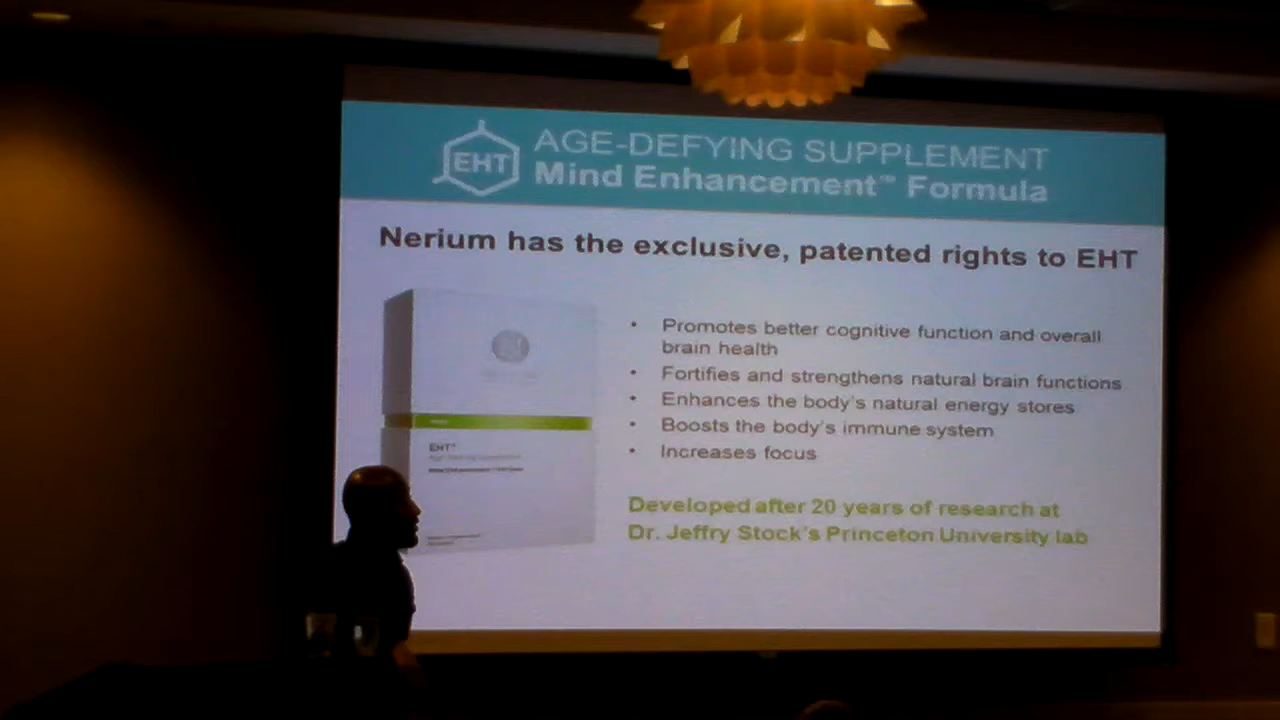 EHT
AGE-DEFYING SUPPLEMENT
Mind Enhancement™ Formula
Nerium has the exclusive, patented rights to EHT
• Promotes better cognitive function and overall
brain health
• Fortifies and strengthens natural brain functions
• Enhances the body's natural energy stores
• Boosts the body's immune system
• Increases focus
EHT
Developed after 20 years of research at
Dr. Jeffry Stock's Princeton University lab